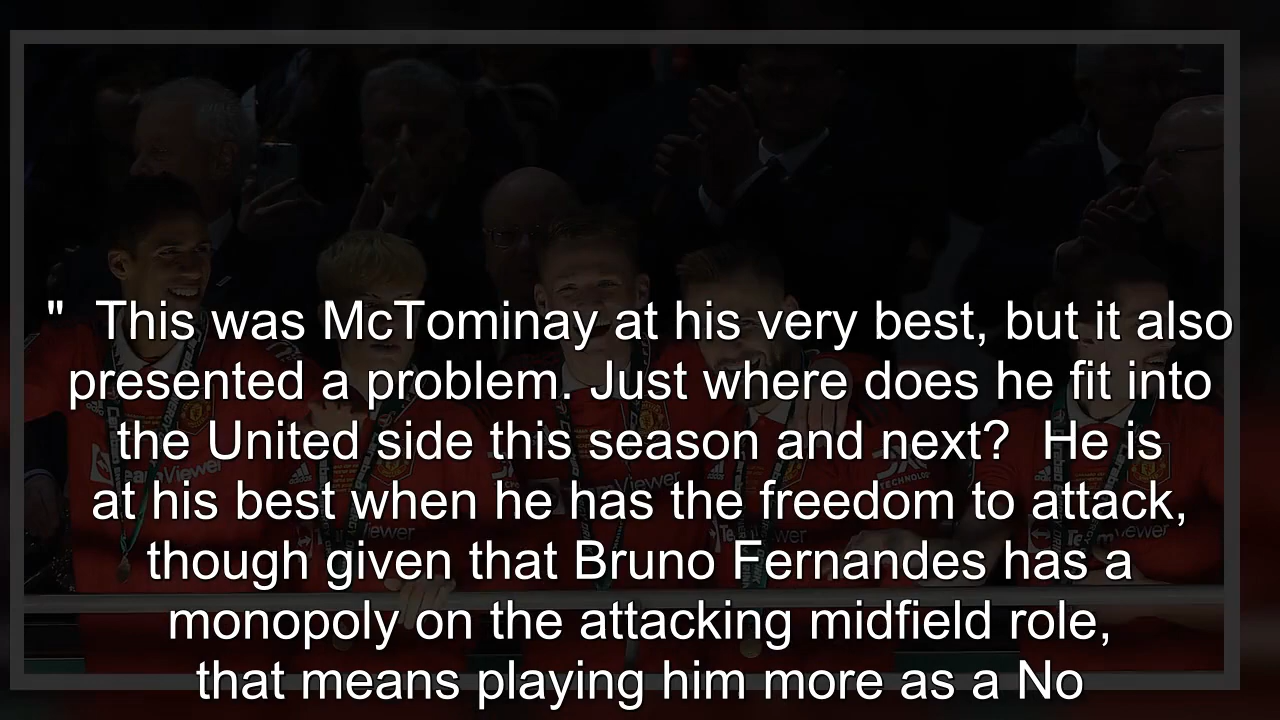 " This was McTominay at his very best, but it also
presented a problem. Just where does he fit into
the United side this season and next? He is
at his best when he has the freedom to attack,
though given that Bruno Fernandes has a
monopoly on the attacking midfield role,
that means playing him more as a No